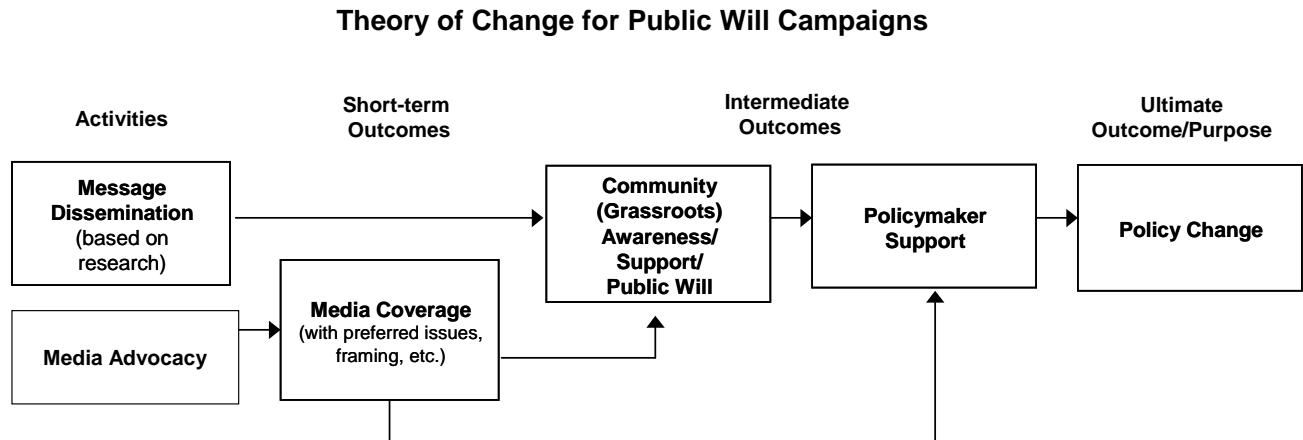 Theory of Change for Public Will Campaigns
Activities
Short-term
Outcomes
Intermediate
Outcomes
Ultimate
Outcome/Purpose
Message
Dissemination
(based on
research)
Media Advocacy
Media Coverage
(with preferred issues,
framing, etc.)
Community
(Grassroots)
Awareness/
Support/
Public Will
Policymaker
Support
Policy Change